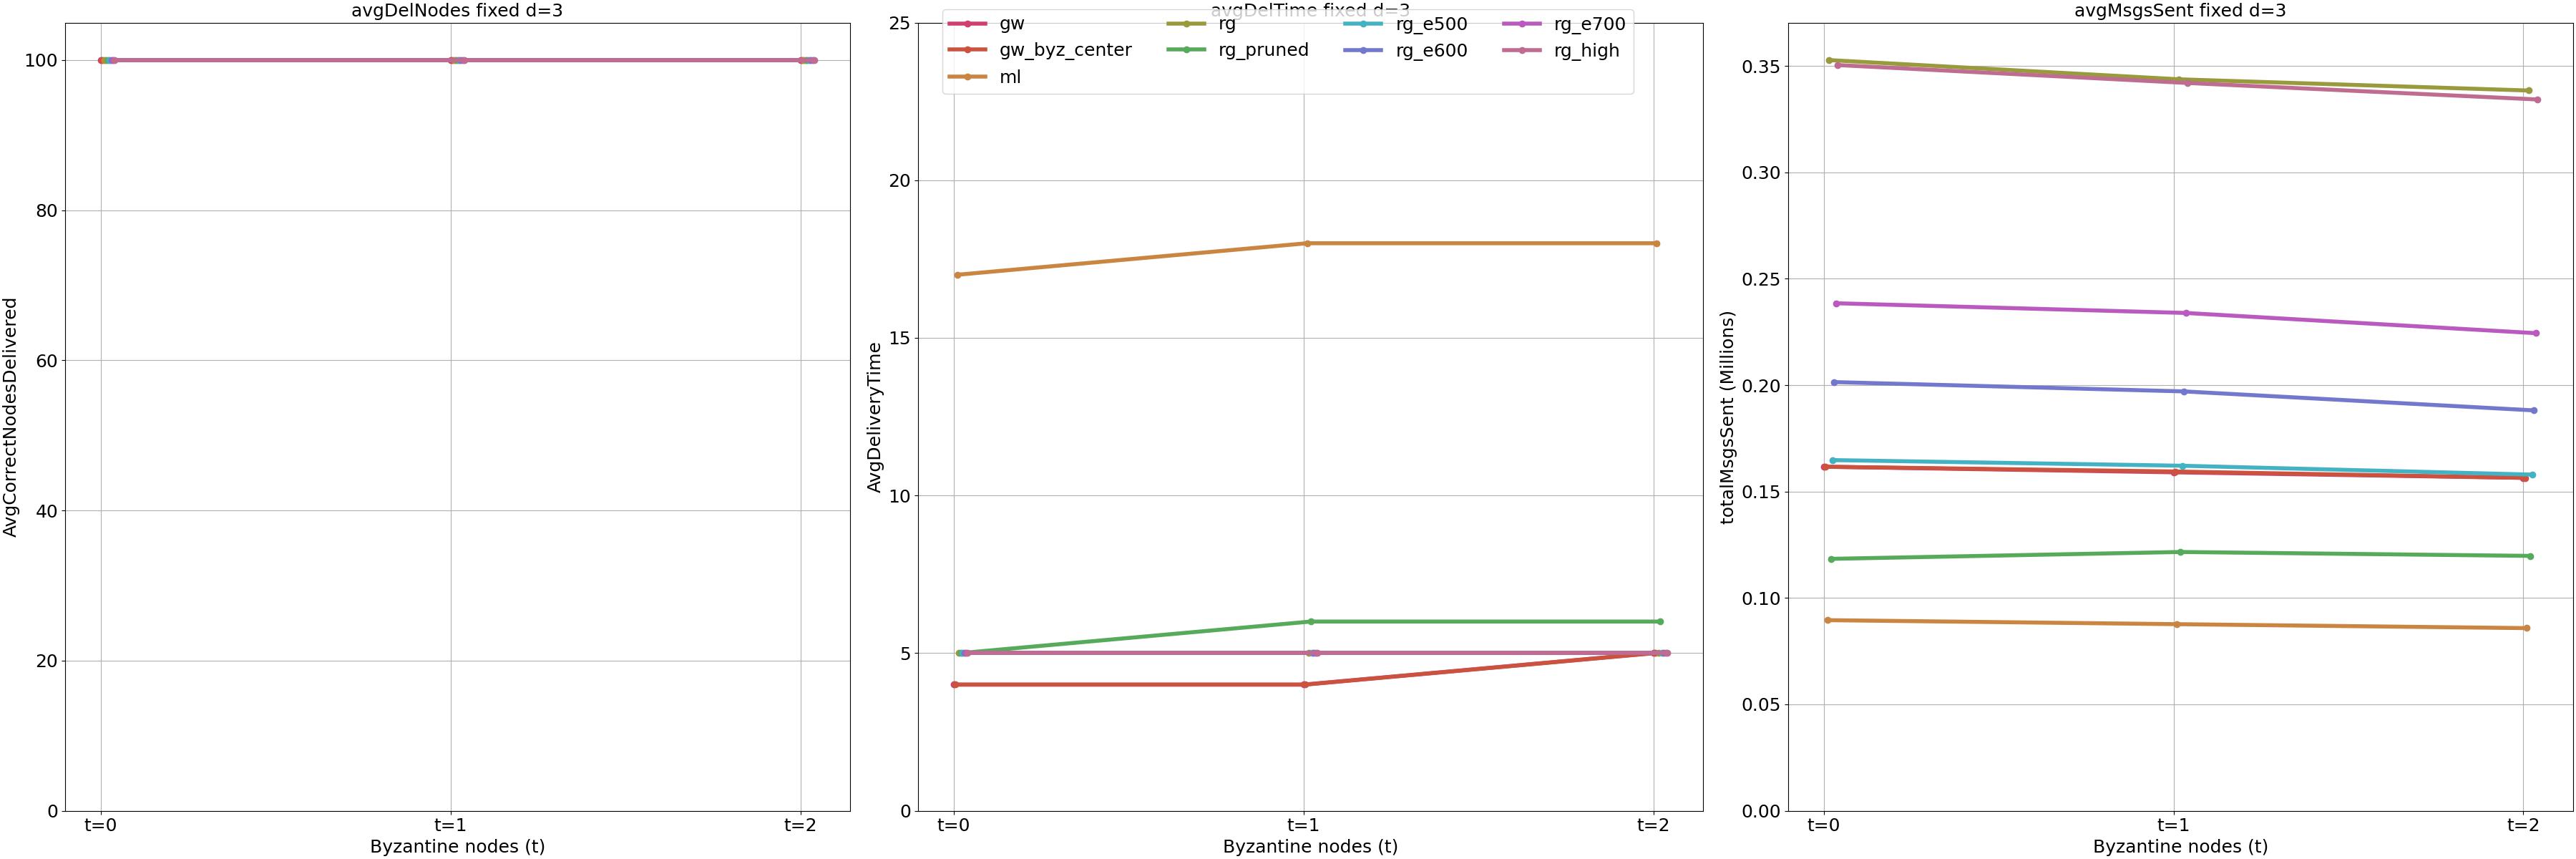 avgDelNodes fixed d=3
AvgCorrectNodesDelivered
100
80
60
40
20
0
t=0 t=1 t=2
Byzantine nodes (t)
avgDelTime fixed d=3
gw rg rg_e500 rg_e700
gw_byz_center rg_pruned rg_e600 rg_high
ml
AvgDeliveryTime
25
20
15
10
5
0
t=0 t=1 t=2
Byzantine nodes (t)
avgMsgsSent fixed d=3
totalMsgsSent (Millions)
0.35
0.30
0.25
0.20
0.15
0.10
0.05
0.00
t=0 t=1 t=2
Byzantine nodes (t)